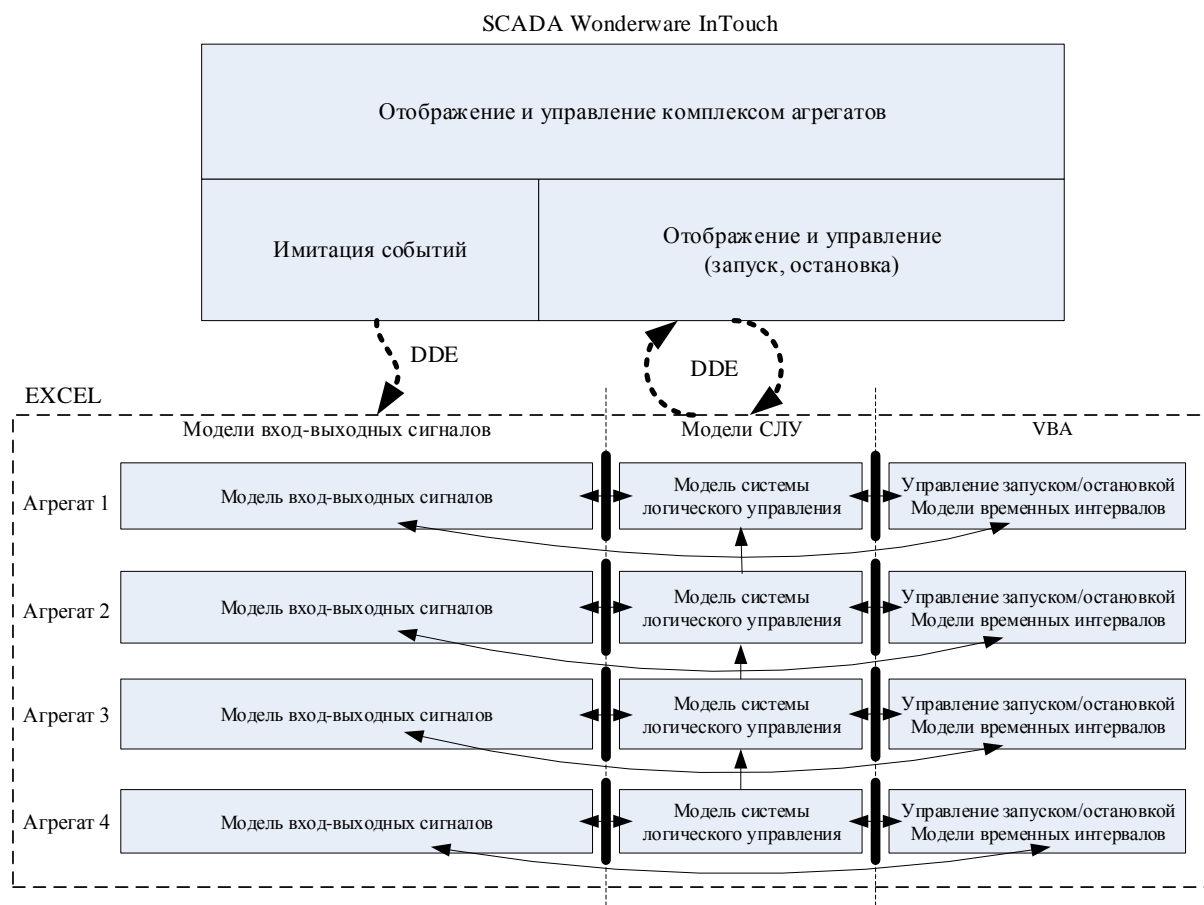 SCADA Wonderware InTouch
Отображение и управление комплексом агрегатов
Имитация событий
Отображение и управление
(запуск, остановка)
DDE
DDE
EXCEL
Модели вход-выходных сигналов
Модели СЛУ
VBA
Агрегат 1
Модель вход-выходных сигналов
Модель системы
логического управления
Управление запуском/остановкой
Модели временных интервалов
Агрегат 2
Модель вход-выходных сигналов
Модель системы
логического управления
Управление запуском/остановкой
Модели временных интервалов
Агрегат 3
Модель вход-выходных сигналов
Модель системы
логического управления
Управление запуском/остановкой
Модели временных интервалов
Агрегат 4
Модель вход-выходных сигналов
Модель системы
логического управления
Управление запуском/остановкой
Модели временных интервалов